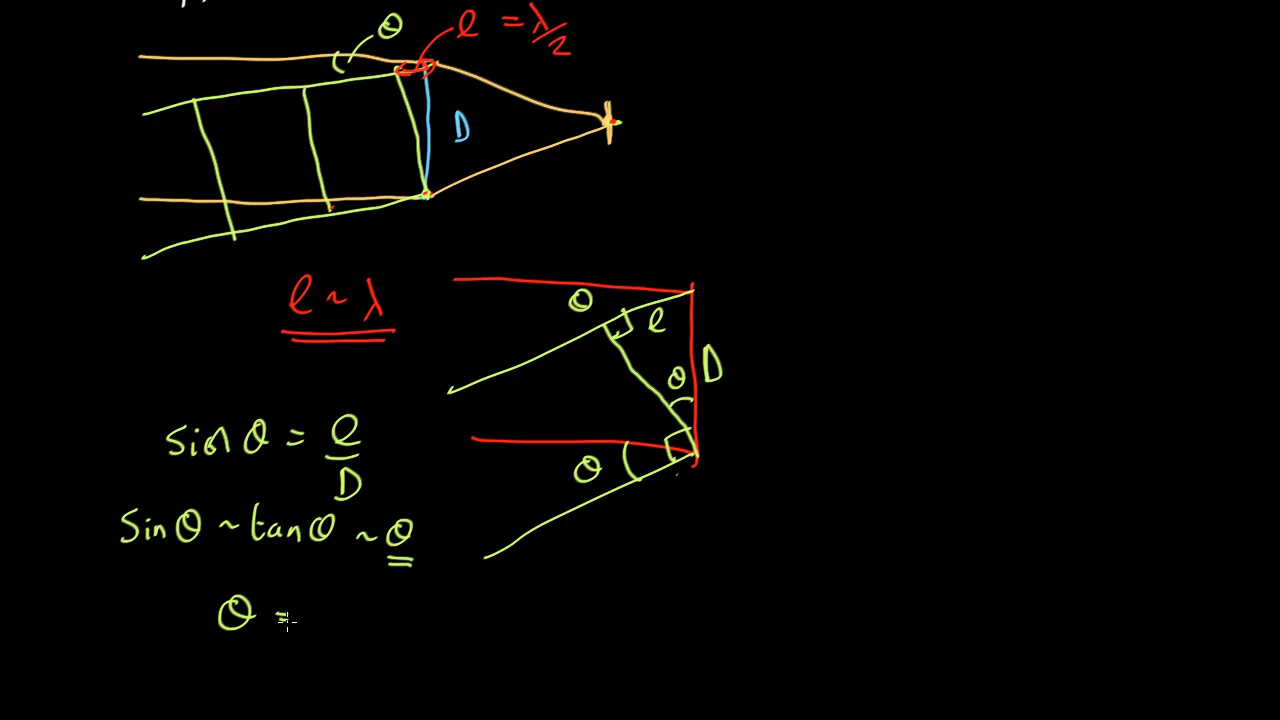 θ
l = λ/2
D
l ~ λ
θ
l
θ
D
sin θ = l/D
θ
sin θ ~ tan θ ~ θ
θ =